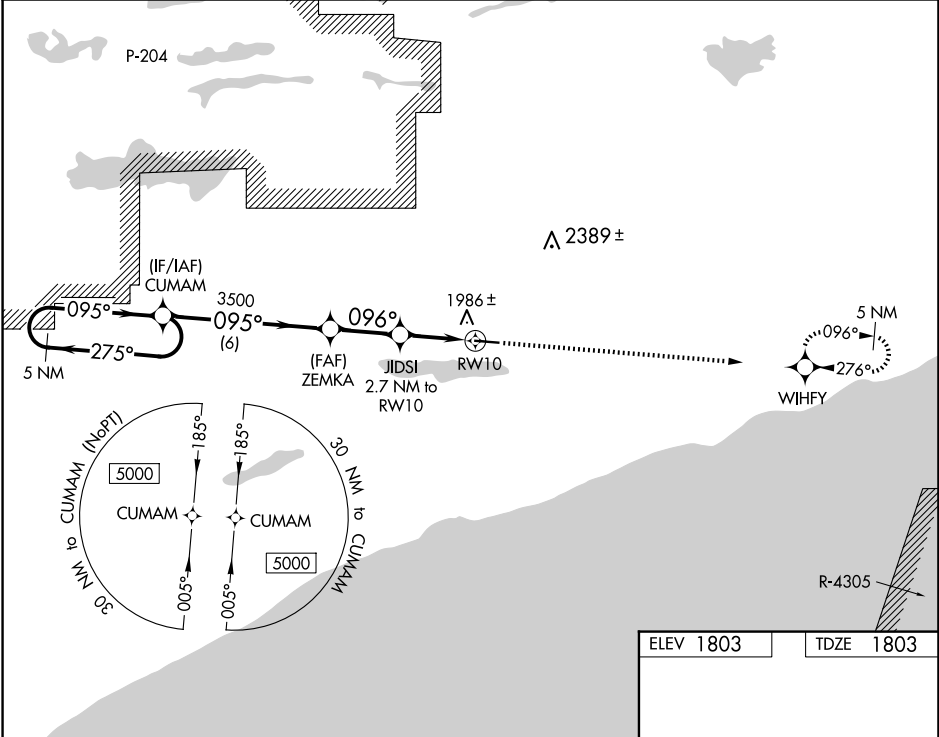 P-204
2389 ±
(IF/IAF)
CUMAM
095°
275°
5 NM
3500
095°
(6)
096°
1986 ±
(FAF)
ZEMKA
JIDSI
2.7 NM to
RW10
RW10
5 NM
096°
276°
WIHFY
30 NM to CUMAM (NoPT)
5000
185°
CUMAM
005°
185°
CUMAM
005°
5000
30 NM to CUMAM
R-4305
ELEV 1803
TDZE 1803